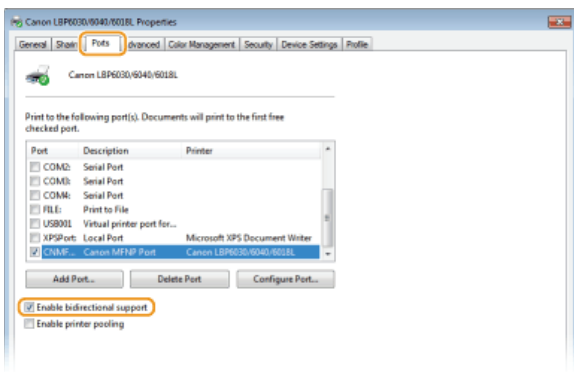 Canon LBP6030/6040/6018L Properties
General Sharin Ports dvanced Color Management Security Device Settings Profile
Canon LBP6030/6040/6018L
Print to the following port(s). Documents will print to the first free
checked port.
Port Description Printer
COM2: Serial Port
COM3: Serial Port
COM4: Serial Port
FILE: Print to File
USB001 Virtual printer port for...
XPSPort: Local Port Microsoft XPS Document Writer
CNMF... Canon MFNP Port Canon LBP6030/6040/6018L
Add Port... Delete Port Configure Port...
Enable bidirectional support
Enable printer pooling